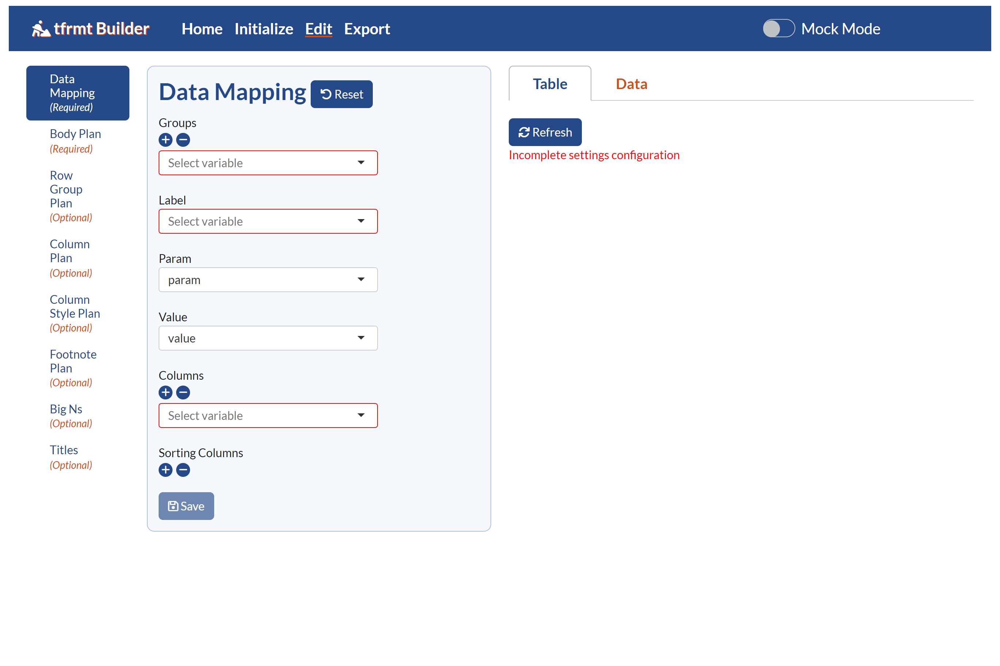 tfrmt Builder
Home Initialize Edit Export
Mock Mode
Data
Mapping
(Required)
Body Plan
(Required)
Row
Group
Plan
(Optional)
Column
Plan
(Optional)
Column
Style Plan
(Optional)
Footnote
Plan
(Optional)
Big Ns
(Optional)
Titles
(Optional)
Data Mapping
Reset
Groups
Select variable
Label
Select variable
Param
param
Value
value
Columns
Select variable
Sorting Columns
Save
Table Data
Refresh
Incomplete settings configuration